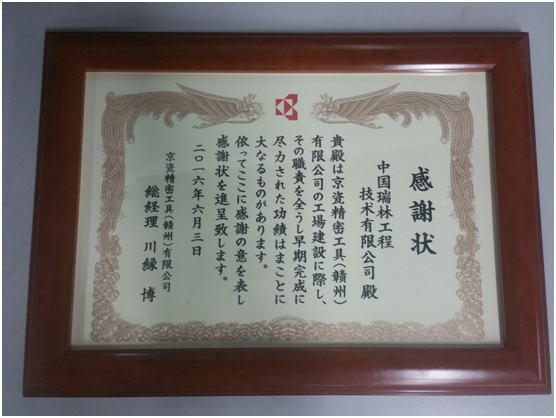 感謝状
中国瑞林工程
技术有限公司 殿
貴殿は京瓷精密工具(贛州)
有限公司の工場建設に際し、
その職責を全うし早期完成に
尽力された功績はまことに
大なるものがあります。
依ってここに感謝の意を表し
感謝状を進呈致します。
二〇一六年六月三日
京瓷精密工具(贛州)有限公司
総経理 川縁 博